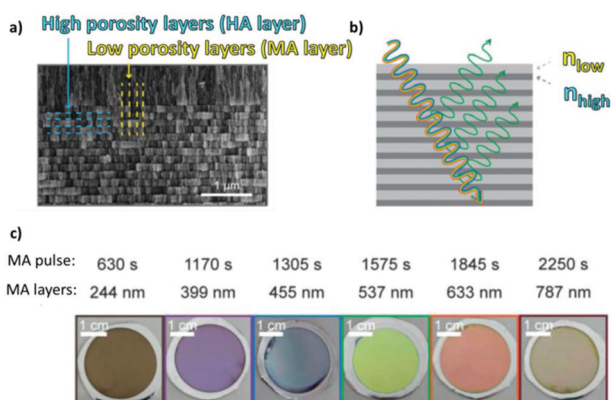 a)
High porosity layers (HA layer)
Low porosity layers (MA layer)
1 µm
b)
nlow
nhigh
c)
MA pulse: 630 s 1170 s 1305 s 1575 s 1845 s 2250 s
MA layers: 244 nm 399 nm 455 nm 537 nm 633 nm 787 nm
1 cm 1 cm 1 cm 1 cm 1 cm 1 cm